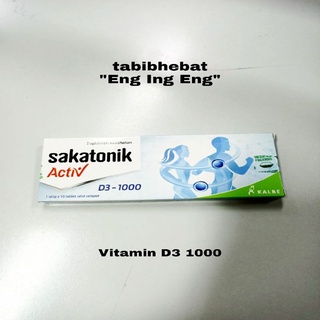 tabibhebat
"Eng Ing Eng"
sakatonik
Activ
D3-1000
KALBE
Vitamin D3 1000